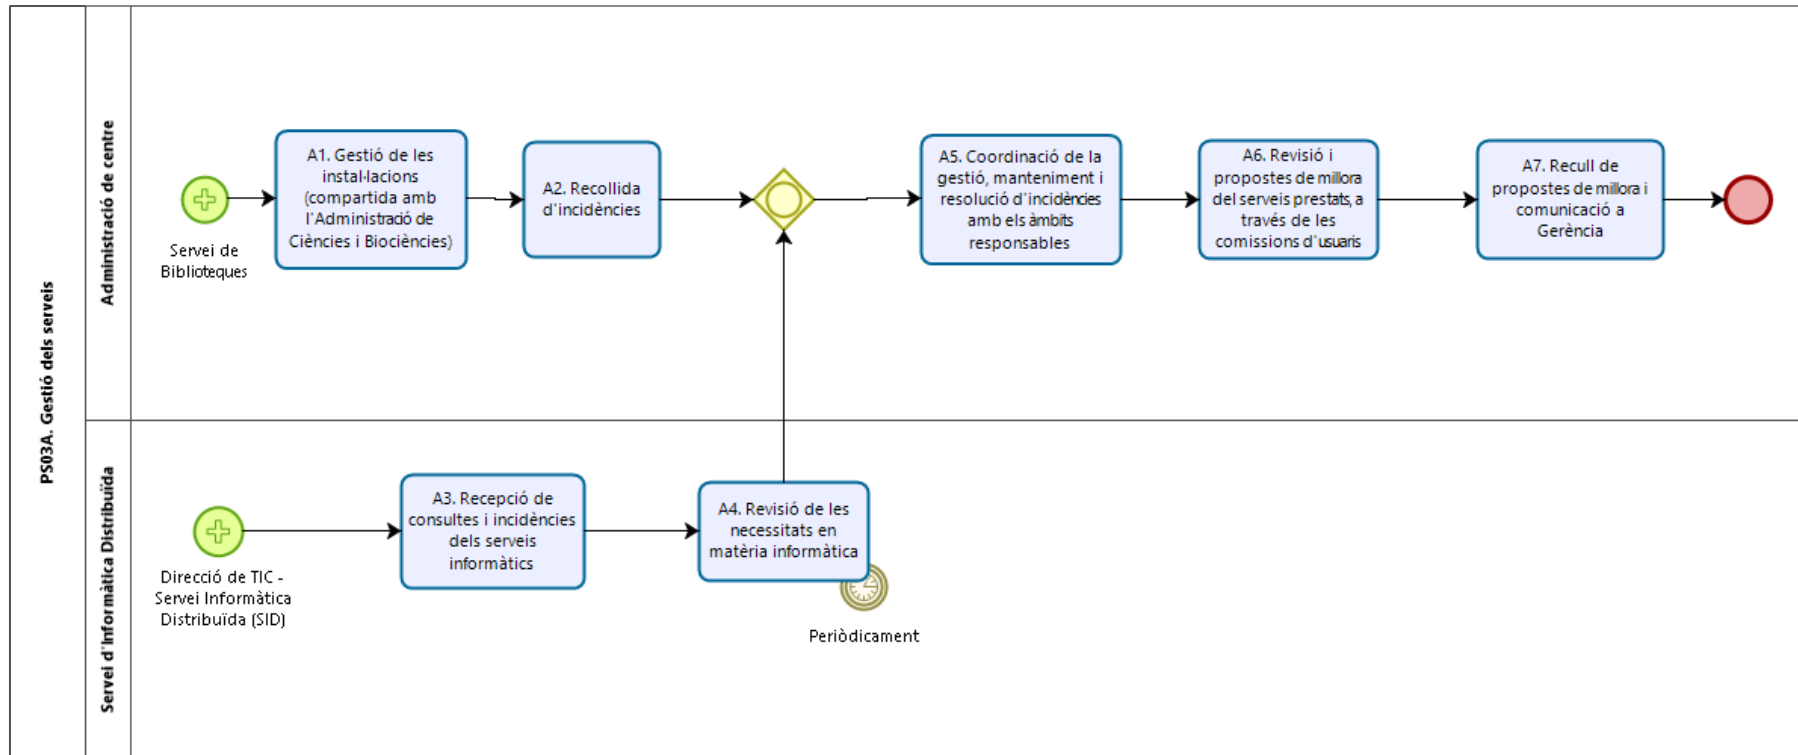 PS03A. Gestió dels serveis
Administració de centre
Servei de
Biblioteques
A1. Gestió de les
instal·lacions
(compartida amb
l'Administració de
Ciències i Biociències)
A2. Recollida
d'incidències
A5. Coordinació de la
gestió, manteniment i
resolució d'incidències
amb els àmbits
responsables
A6. Revisió i
propostes de millora
del serveis prestats, a
través de les
comissions d'usuaris
A7. Recull de
propostes de millora i
comunicació a
Gerència
Servei d'Informàtica Distribuïda
Direcció de TIC -
Servei Informàtica
Distribuïda (SID)
A3. Recepció de
consultes i incidències
dels serveis
informàtics
A4. Revisió de les
necessitats en
matèria informàtica
Periòdicament